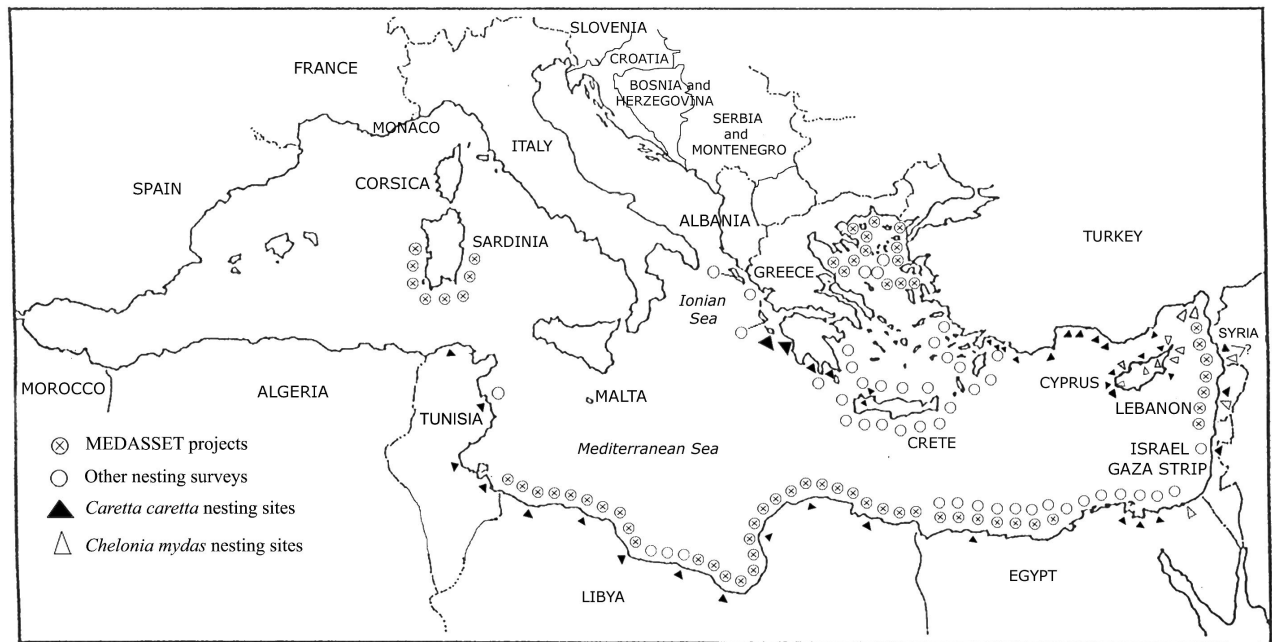 SLOVENIA
FRANCE
CROATIA
BOSNIA and
HERZEGOVINA
MONACO
SERBIA
and
MONTENEGRO
ITALY
SPAIN
CORSICA
ALBANIA
SARDINIA
TURKEY
GREECE
Ionian
Sea
SYRIA
?
MOROCCO
ALGERIA
MALTA
CYPRUS
TUNISIA
LEBANON
CRETE
Mediterranean Sea
ISRAEL
GAZA STRIP
MEDASSET projects
Other nesting surveys
Caretta caretta nesting sites
Chelonia mydas nesting sites
EGYPT
LIBYA